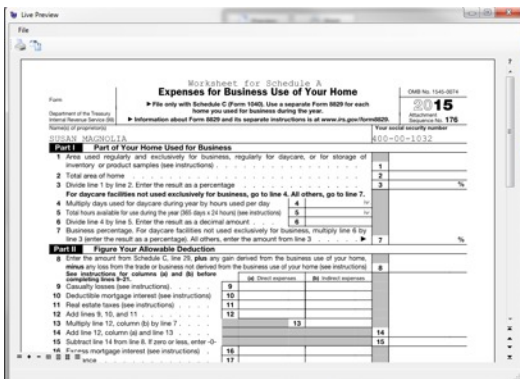 Live Preview
File
Worksheet for Schedule A
Form
Expenses for Business Use of Your Home
OMB No. 1545-0074
▶ File only with Schedule C (Form 1040). Use a separate Form 8829 for each
home you used for business during the year.
2015
Department of the Treasury
Internal Revenue Service (99)
▶ Information about Form 8829 and its separate instructions is at www.irs.gov/form8829.
Attachment
Sequence No. 176
Name(s) of proprietor(s)
Your social security number
SUSAN MAGNOLIA
400-00-1032
Part I Part of Your Home Used for Business
1 Area used regularly and exclusively for business, regularly for daycare, or for storage of
inventory or product samples (see instructions) . . . 1
2 Total area of home . . . 2
3 Divide line 1 by line 2. Enter the result as a percentage . . . 3 %
For daycare facilities not used exclusively for business, go to line 4. All others, go to line 7.
4 Multiply days used for daycare during year by hours used per day 4 hr.
5 Total hours available for use during the year (365 days x 24 hours) (see instructions) 5 hr.
6 Divide line 4 by line 5. Enter the result as a decimal amount . . . 6
7 Business percentage. For daycare facilities not used exclusively for business, multiply line 6 by
line 3 (enter the result as a percentage). All others, enter the amount from line 3 . . . ▶ 7 %
Part II Figure Your Allowable Deduction
8 Enter the amount from Schedule C, line 29, plus any gain derived from the business use of your home,
minus any loss from the trade or business not derived from the business use of your home (see instructions) 8
See instructions for columns (a) and (b) before
completing lines 9-21.
(a) Direct expenses (b) Indirect expenses
9 Casualty losses (see instructions) . . . 9
10 Deductible mortgage interest (see instructions) 10
11 Real estate taxes (see instructions) . . . 11
12 Add lines 9, 10, and 11 . . . 12
13 Multiply line 12, column (b) by line 7 . . . 13
14 Add line 12, column (a) and line 13 . . . 14
15 Subtract line 14 from line 8. If zero or less, enter -0- 15
16 Excess mortgage interest (see instructions) . 16
17